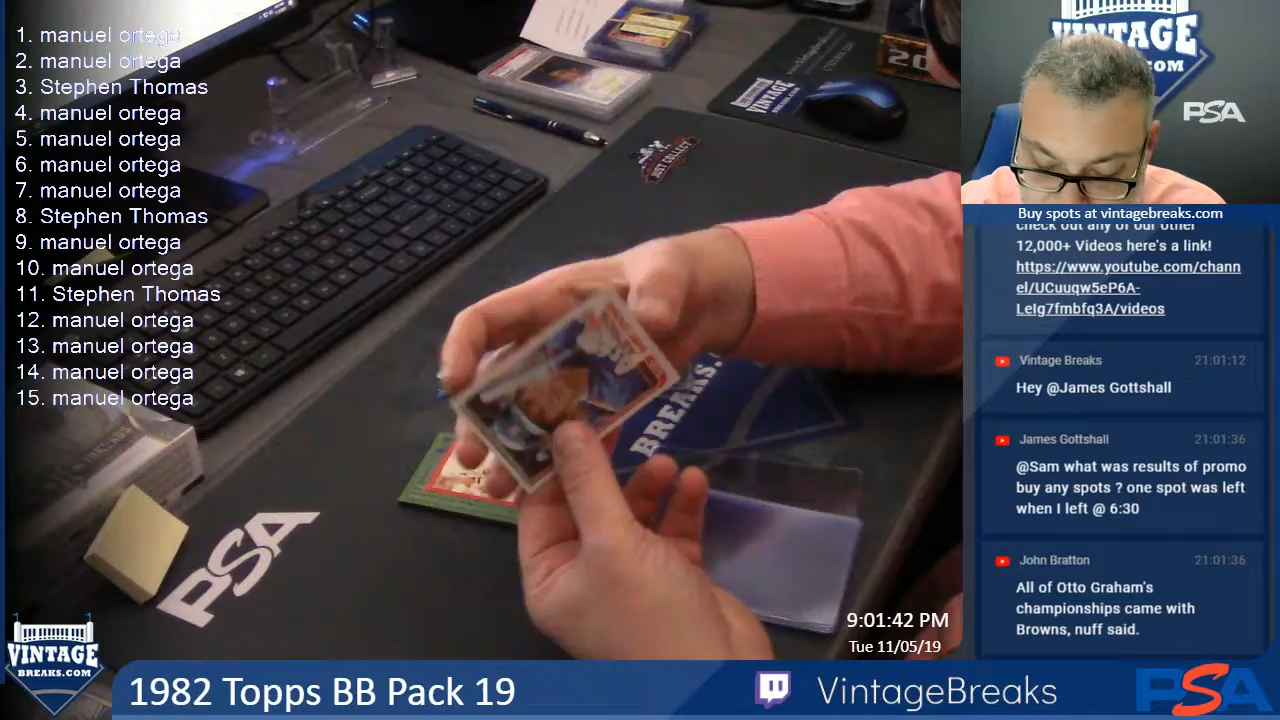 1. manuel ortega
2. manuel ortega
3. Stephen Thomas
4. manuel ortega
5. manuel ortega
6. manuel ortega
7. manuel ortega
8. Stephen Thomas
9. manuel ortega
10. manuel ortega
11. Stephen Thomas
12. manuel ortega
13. manuel ortega
14. manuel ortega
15. manuel ortega
VINTAGE
BREAKS.COM
JUST COLLECT
BREAKS.
PSA
VINTAGE
.COM
PSA
Buy spots at vintagebreaks.com
check out any of our other
12,000+ Videos here's a link!
https://www.youtube.com/chann
el/UCuuqw5eP6A-
LeIg7fmbfq3A/videos
Vintage Breaks 21:01:12
Hey @James Gottshall
James Gottshall 21:01:36
@Sam what was results of promo
buy any spots ? one spot was left
when I left @ 6:30
John Bratton 21:01:36
All of Otto Graham's
championships came with
Browns, nuff said.
9:01:42 PM
Tue 11/05/19
VINTAGE
BREAKS.COM
1982 Topps BB Pack 19
VintageBreaks
PSA